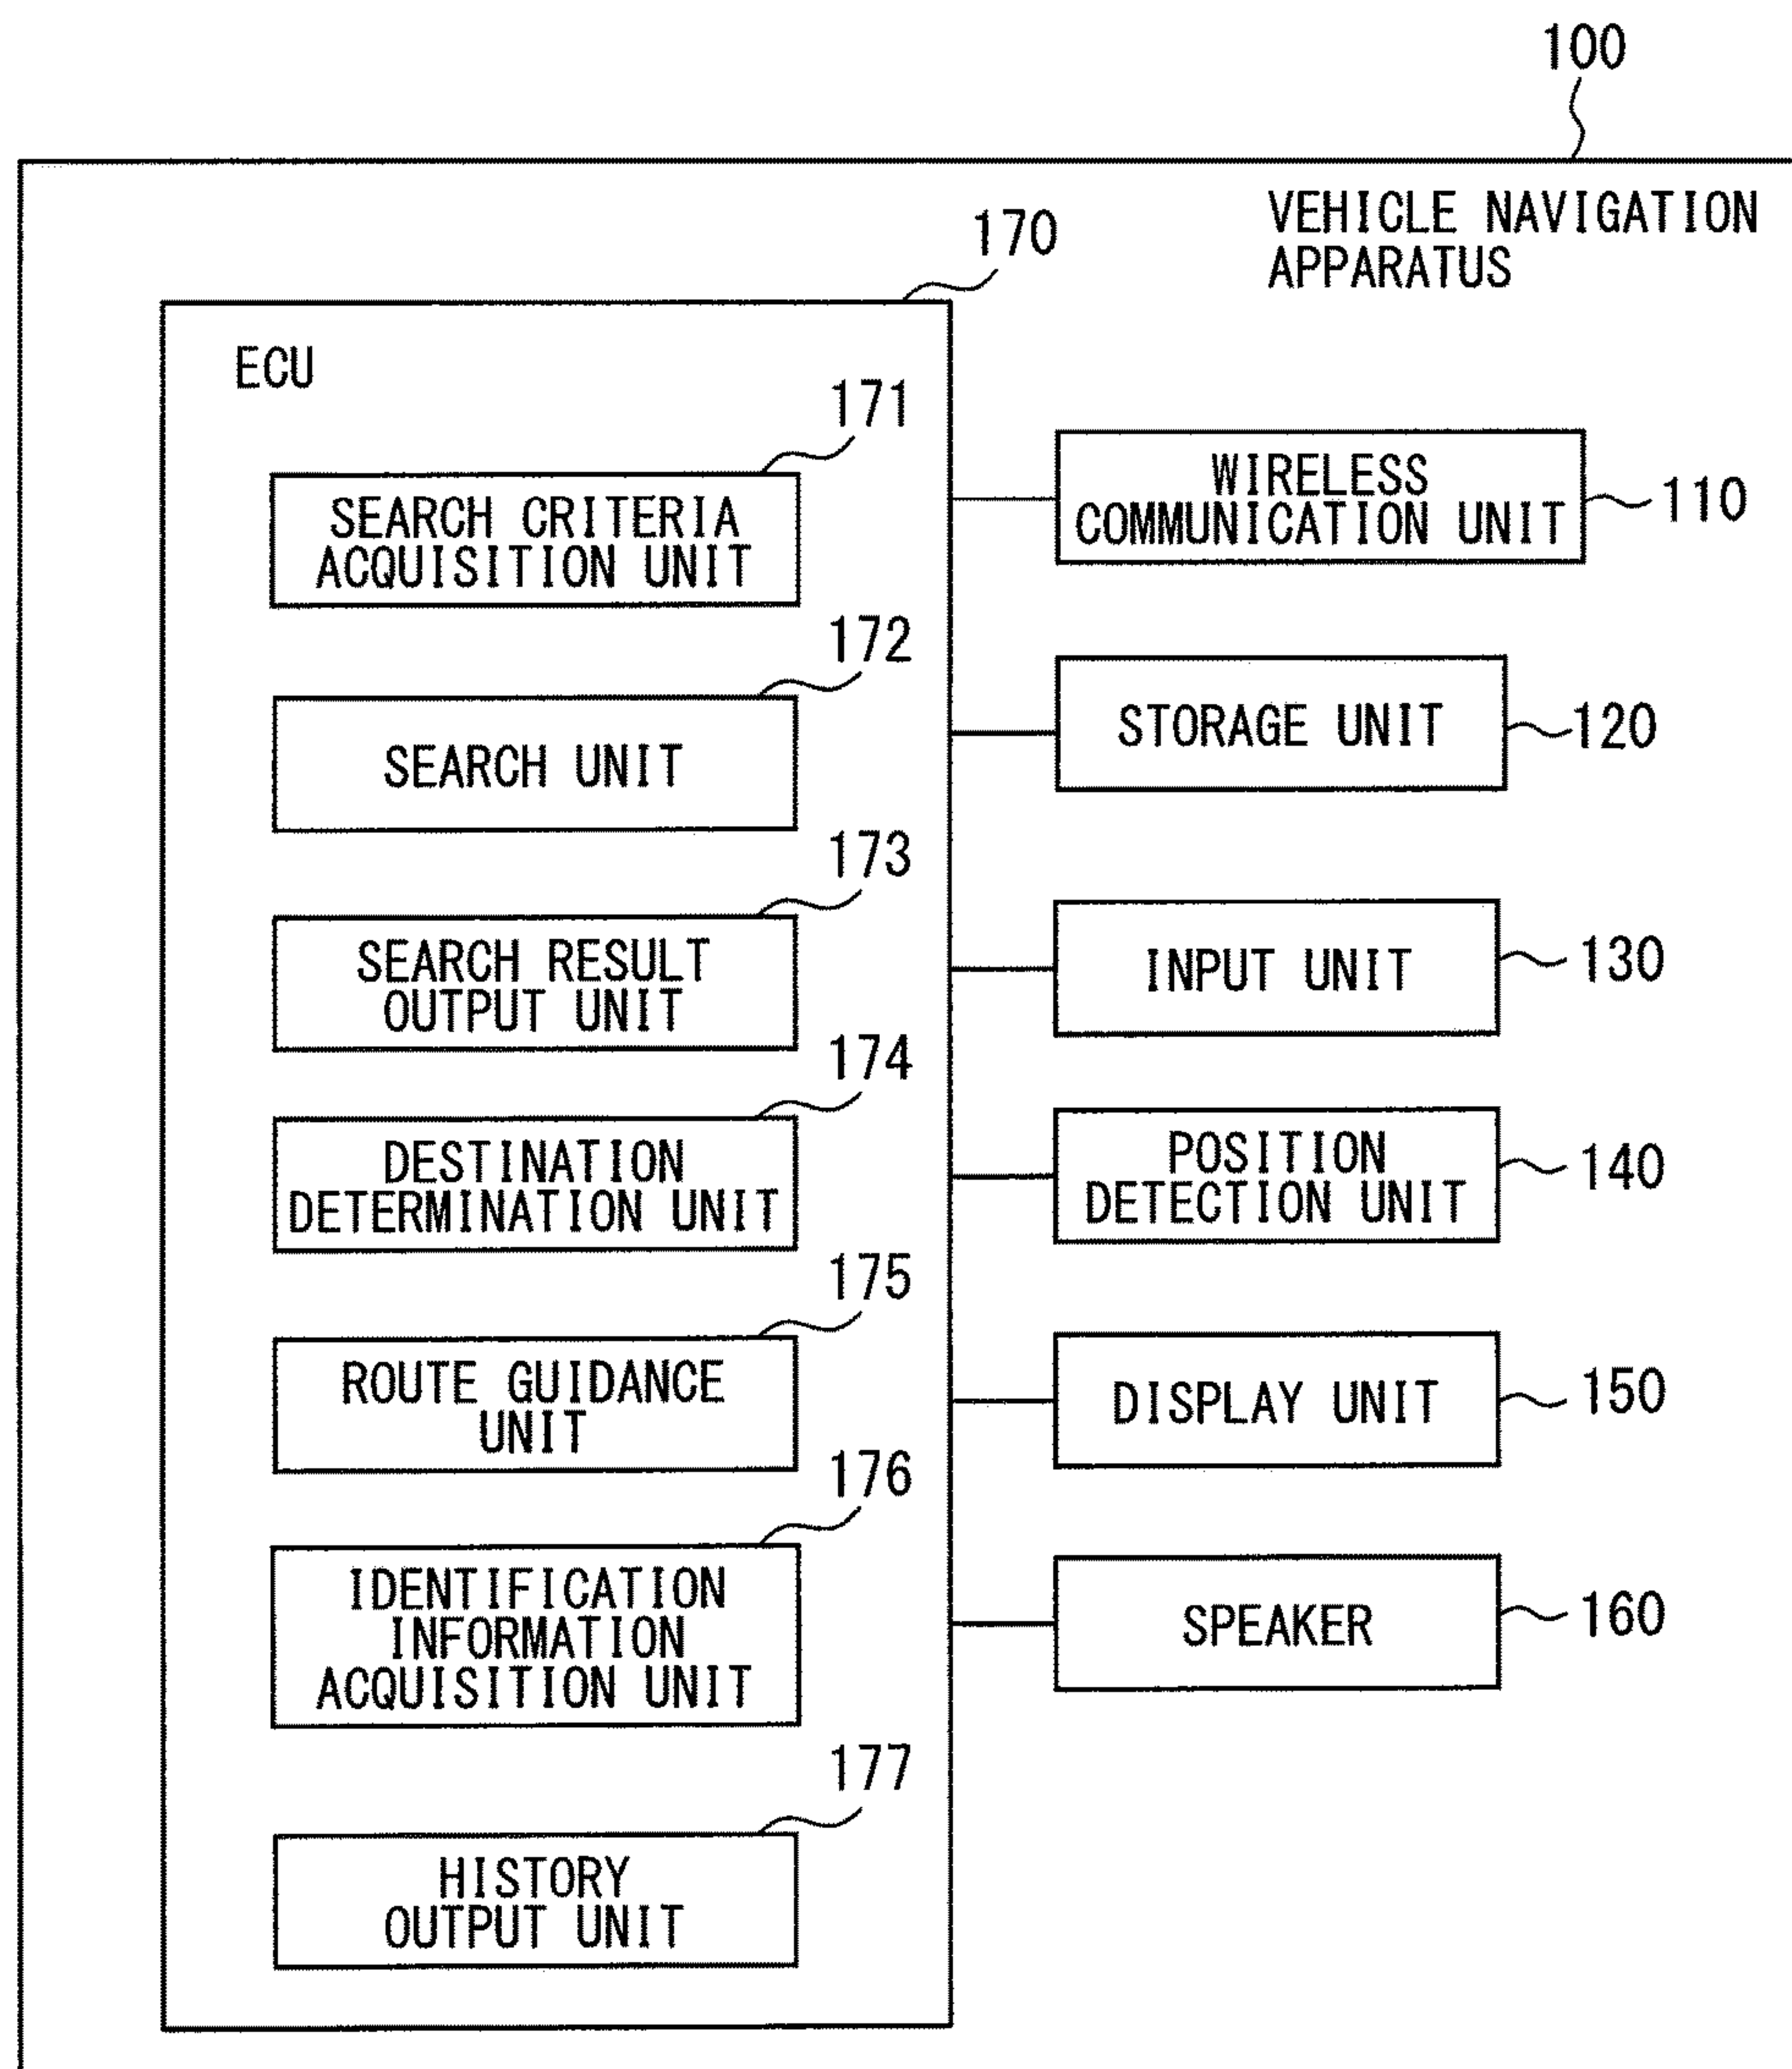 100
VEHICLE NAVIGATION
APPARATUS
170
ECU
171
SEARCH CRITERIA
ACQUISITION UNIT
172
SEARCH UNIT
173
SEARCH RESULT
OUTPUT UNIT
174
DESTINATION
DETERMINATION UNIT
175
ROUTE GUIDANCE
UNIT
176
IDENTIFICATION
INFORMATION
ACQUISITION UNIT
177
HISTORY
OUTPUT UNIT
WIRELESS
COMMUNICATION UNIT
110
STORAGE UNIT
120
INPUT UNIT
130
POSITION
DETECTION UNIT
140
DISPLAY UNIT
150
SPEAKER
160